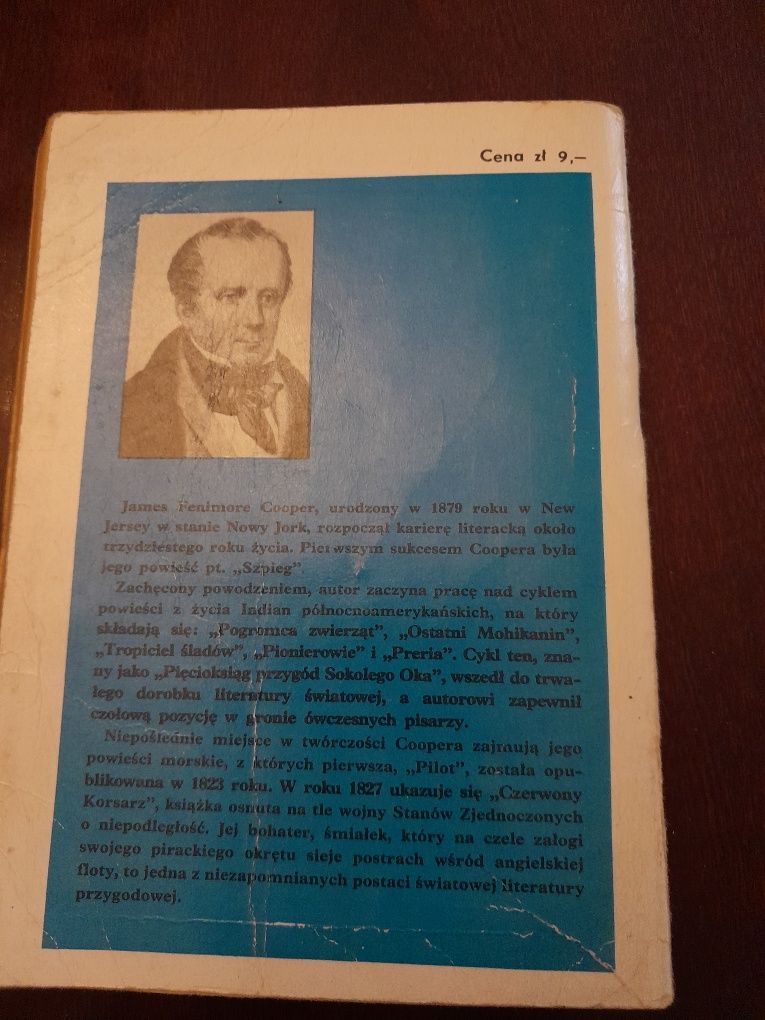 Cena zł 9,—
James Fenimore Cooper, urodzony w 1879 roku w New
Jersey w stanie Nowy Jork, rozpoczął karierę literacką około
trzydziestego roku życia. Pierwszym sukcesem Coopera była
jego powieść pt. „Szpieg”.
Zachęcony powodzeniem, autor zaczyna pracę nad cyklem
powieści z życia Indian północnoamerykańskich, na który
składają się: „Pogromca zwierząt”, „Ostatni Mohikanin”,
„Tropiciel śladów”, „Pionierowie” i „Preria”. Cykl ten, zna-
ny jako „Pięcioksiąg przygód Sokolego Oka”, wszedł do trwa-
łego dorobku literatury światowej, a autorowi zapewnił
czołową pozycję w gronie ówczesnych pisarzy.
Niepoślednie miejsce w twórczości Coopera zajmują jego
powieści morskie, z których pierwsza, „Pilot”, została opu-
blikowana w 1823 roku. W roku 1827 ukazuje się „Czerwony
Korsarz”, książka osnuta na tle wojny Stanów Zjednoczonych
o niepodległość. Jej bohater, śmiałek, który na czele załogi
swojego pirackiego okrętu sieje postrach wśród angielskiej
floty, to jedna z niezapomnianych postaci światowej literatury
przygodowej.